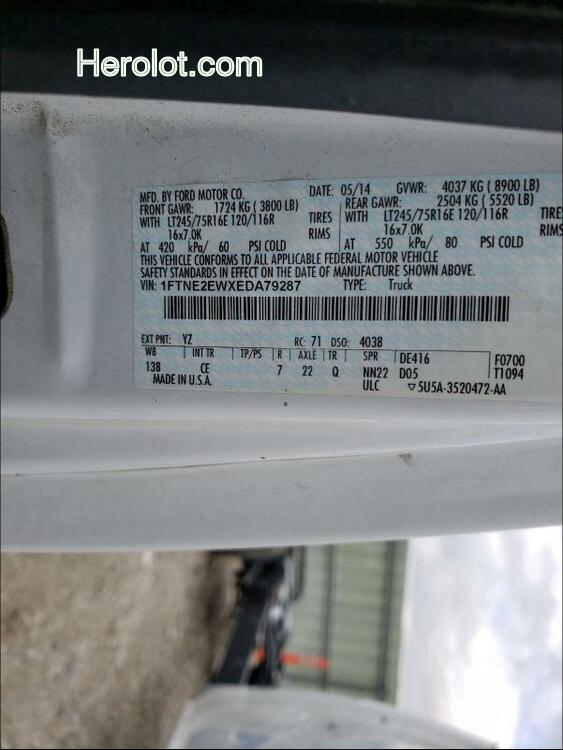 Herolot.com
MFD. BY FORD MOTOR CO. DATE: 05/14 GVWR: 4037 KG ( 8900 LB)
FRONT GAWR: 1724 KG ( 3800 LB) REAR GAWR: 2504 KG ( 5520 LB)
WITH LT245/75R16E 120/116R TIRES WITH LT245/75R16E 120/116R TIRE
16x7.0K RIMS 16x7.0K RIM
AT 420 kPa/ 60 PSI COLD AT 550 kPa/ 80 PSI COLD
THIS VEHICLE CONFORMS TO ALL APPLICABLE FEDERAL MOTOR VEHICLE
SAFETY STANDARDS IN EFFECT ON THE DATE OF MANUFACTURE SHOWN ABOVE.
VIN: 1FTNE2EWXEDA79287 TYPE: Truck
EXT PNT: YZ RC: 71 DSO: 4038
WB INT TR TP/PS R AXLE TR SPR DE416 F0700
138 CE 7 22 Q NN22 D05 T1094
MADE IN U.S.A. ULC ▽5U5A-3520472-AA